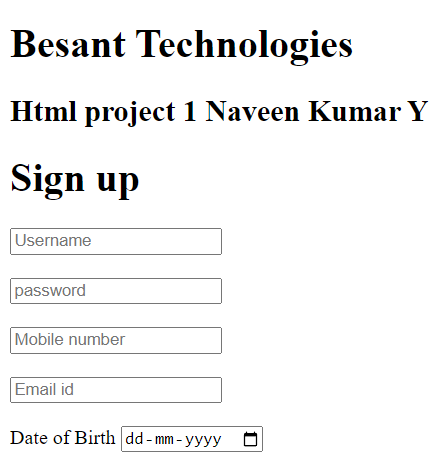 Besant Technologies
Html project 1 Naveen Kumar Y
Sign up
Username
password
Mobile number
Email id
Date of Birth dd-mm-yyyy